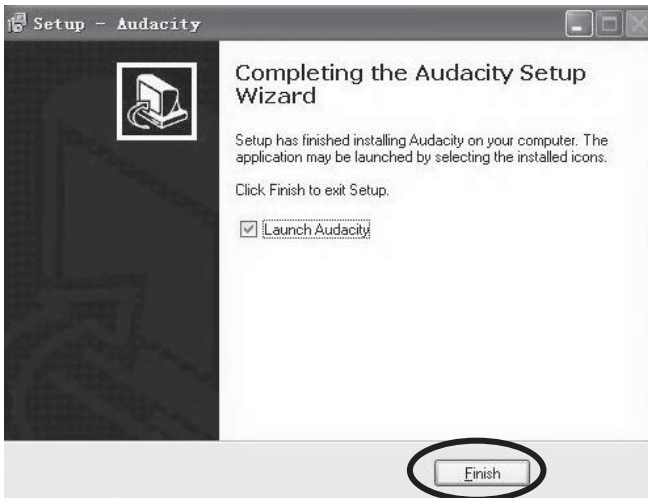 Setup - Audacity
Completing the Audacity Setup
Wizard
Setup has finished installing Audacity on your computer. The
application may be launched by selecting the installed icons.
Click Finish to exit Setup.
Launch Audacity
Finish